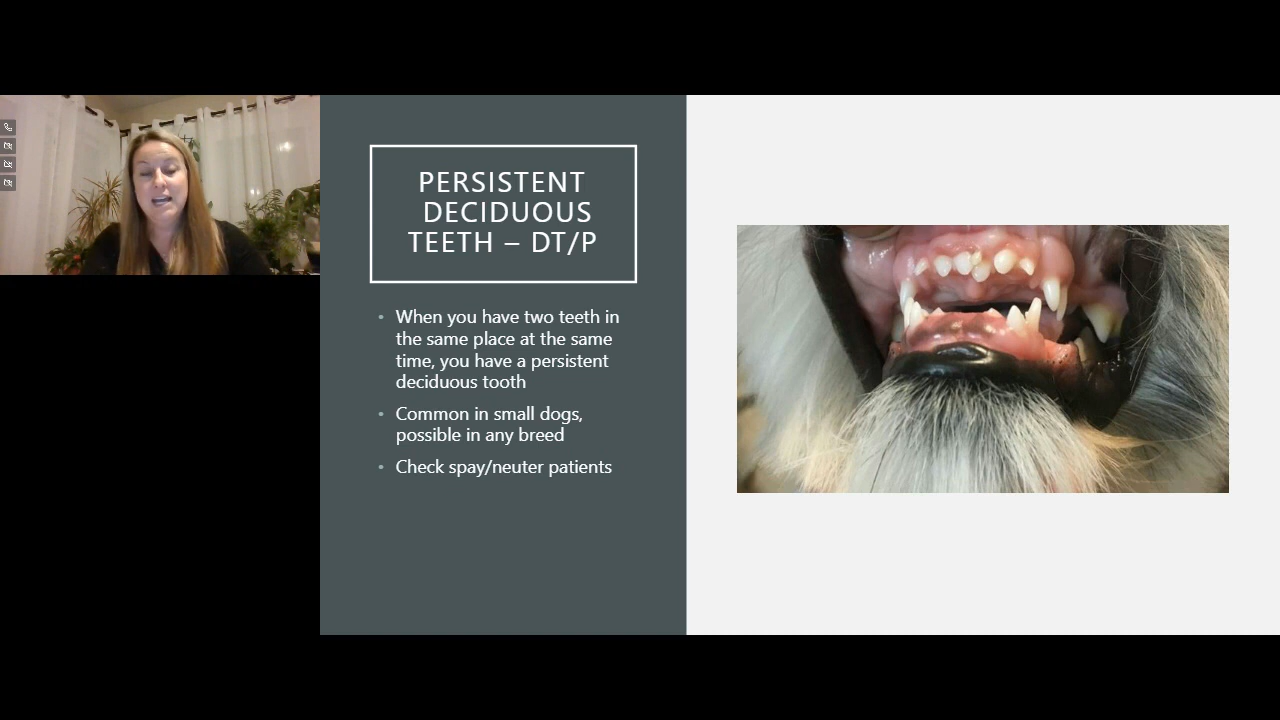 PERSISTENT
DECIDUOUS
TEETH – DT/P
• When you have two teeth in
the same place at the same
time, you have a persistent
deciduous tooth
• Common in small dogs,
possible in any breed
• Check spay/neuter patients